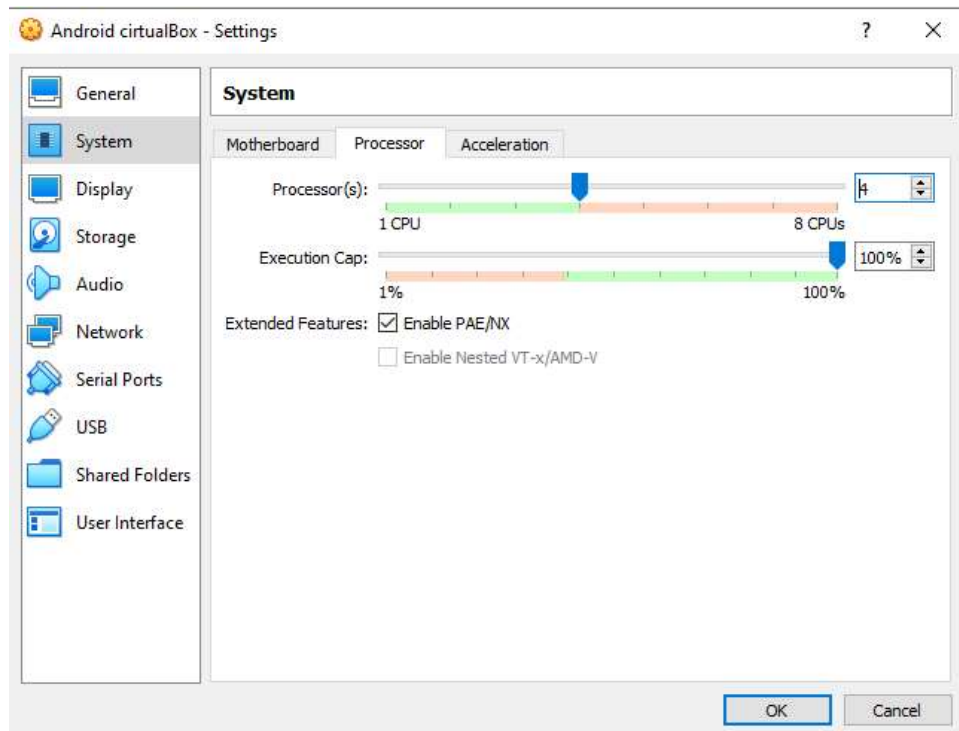 Android cirtualBox - Settings
?
General
System
Display
Storage
Audio
Network
Serial Ports
USB
Shared Folders
User Interface
System
Motherboard Processor Acceleration
Processor(s): 4
1 CPU 8 CPUs
Execution Cap: 100%
1% 100%
Extended Features: Enable PAE/NX
Enable Nested VT-x/AMD-V
OK Cancel